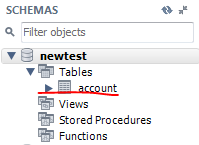 SCHEMAS
Filter objects
newtest
Tables
account
Views
Stored Procedures
Functions